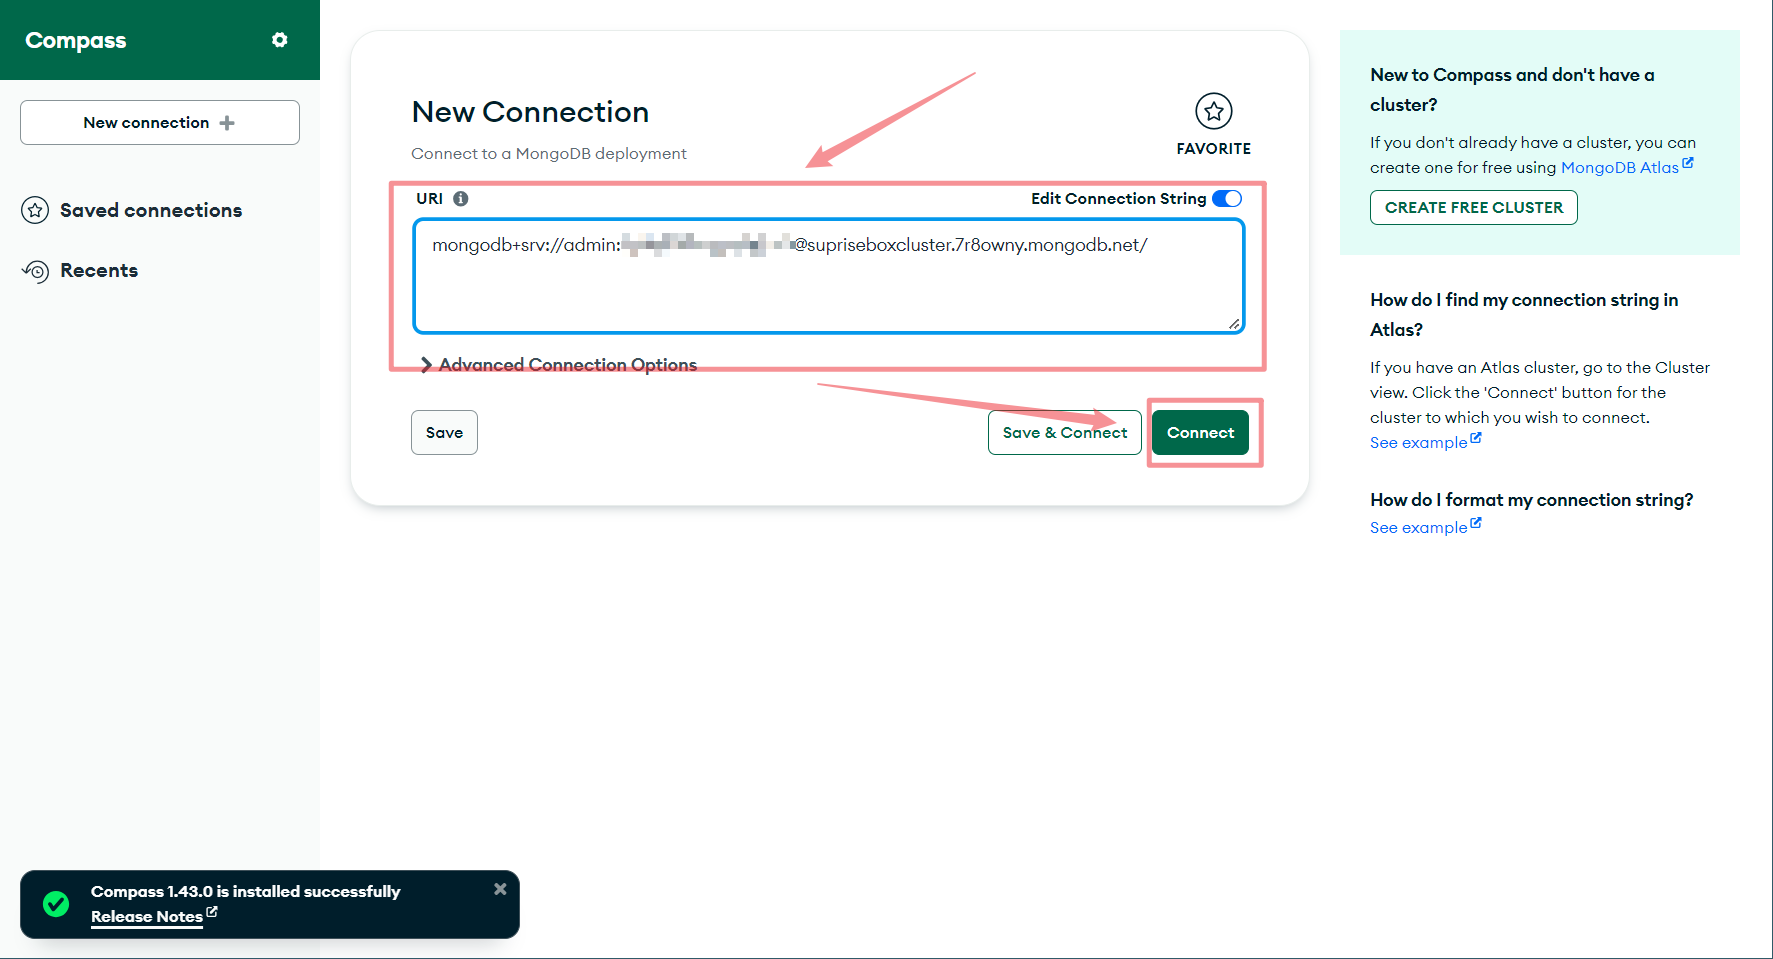 Compass
New connection
Saved connections
Recents
New Connection
Connect to a MongoDB deployment
FAVORITE
URI
Edit Connection String
mongodb+srv://admin: @supriseboxcluster.7r8owny.mongodb.net/
Advanced Connection Options
Save
Save & Connect
Connect
New to Compass and don't have a
cluster?
If you don't already have a cluster, you can
create one for free using MongoDB Atlas
CREATE FREE CLUSTER
How do I find my connection string in
Atlas?
If you have an Atlas cluster, go to the Cluster
view. Click the 'Connect' button for the
cluster to which you wish to connect.
See example
How do I format my connection string?
See example
Compass 1.43.0 is installed successfully
Release Notes